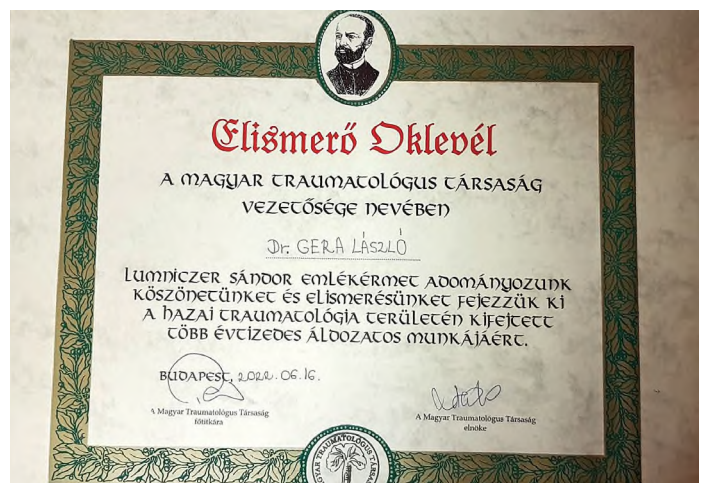 Elismerő Oklevél
A MAGYAR TRAUMATOLÓGUS TÁRSASÁG
VEZETŐSÉGE NEVÉBEN
Dr. GERA LÁSZLÓ
LUMNICZER SÁNDOR EMLÉKÉRMET ADOMÁNYOZUNK
KÖSZÖNETÜNKET ÉS ELISMERÉSÜNKET FEJEZZÜK KI
A HAZAI TRAUMATOLÓGIA TERÜLETÉN KIFEJTETT
TÖBB ÉVTIZEDES ÁLDOZATOS MUNKÁJÁÉRT.
BUDAPEST, 2022.06.16.
A Magyar Traumatológus Társaság
főtitkára
A Magyar Traumatológus Társaság
elnöke
TRAUMATOLÓGUS